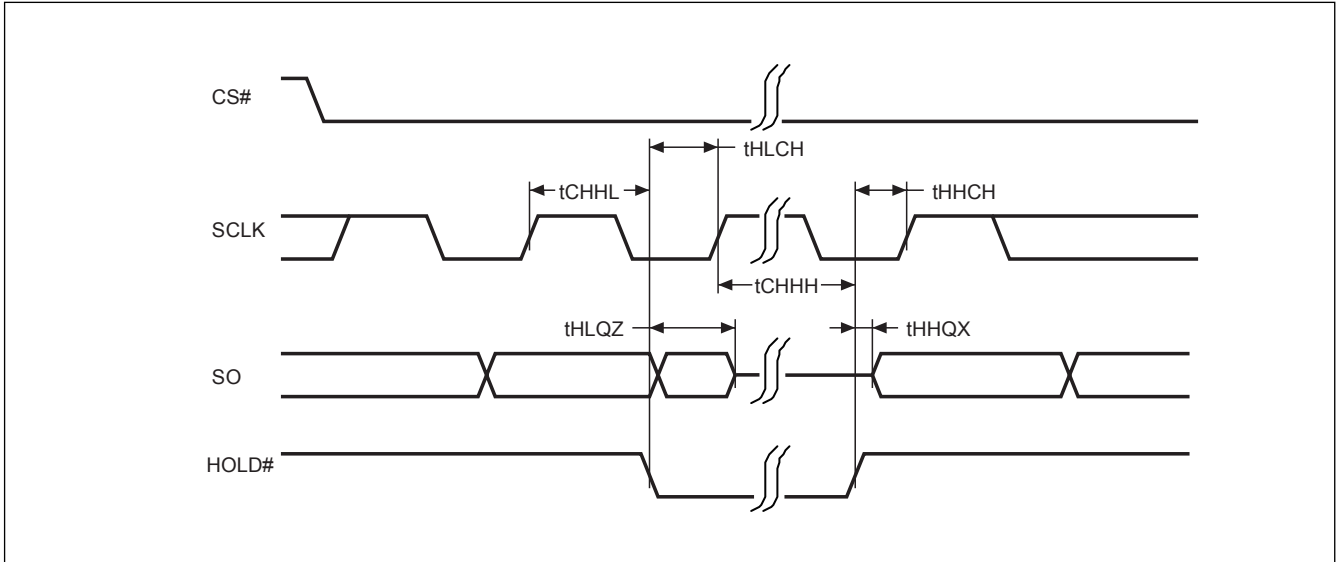 CS#
tHLCH
tCHHL
tHHCH
SCLK
tCHHH
tHLQZ
tHHQX
SO
HOLD#